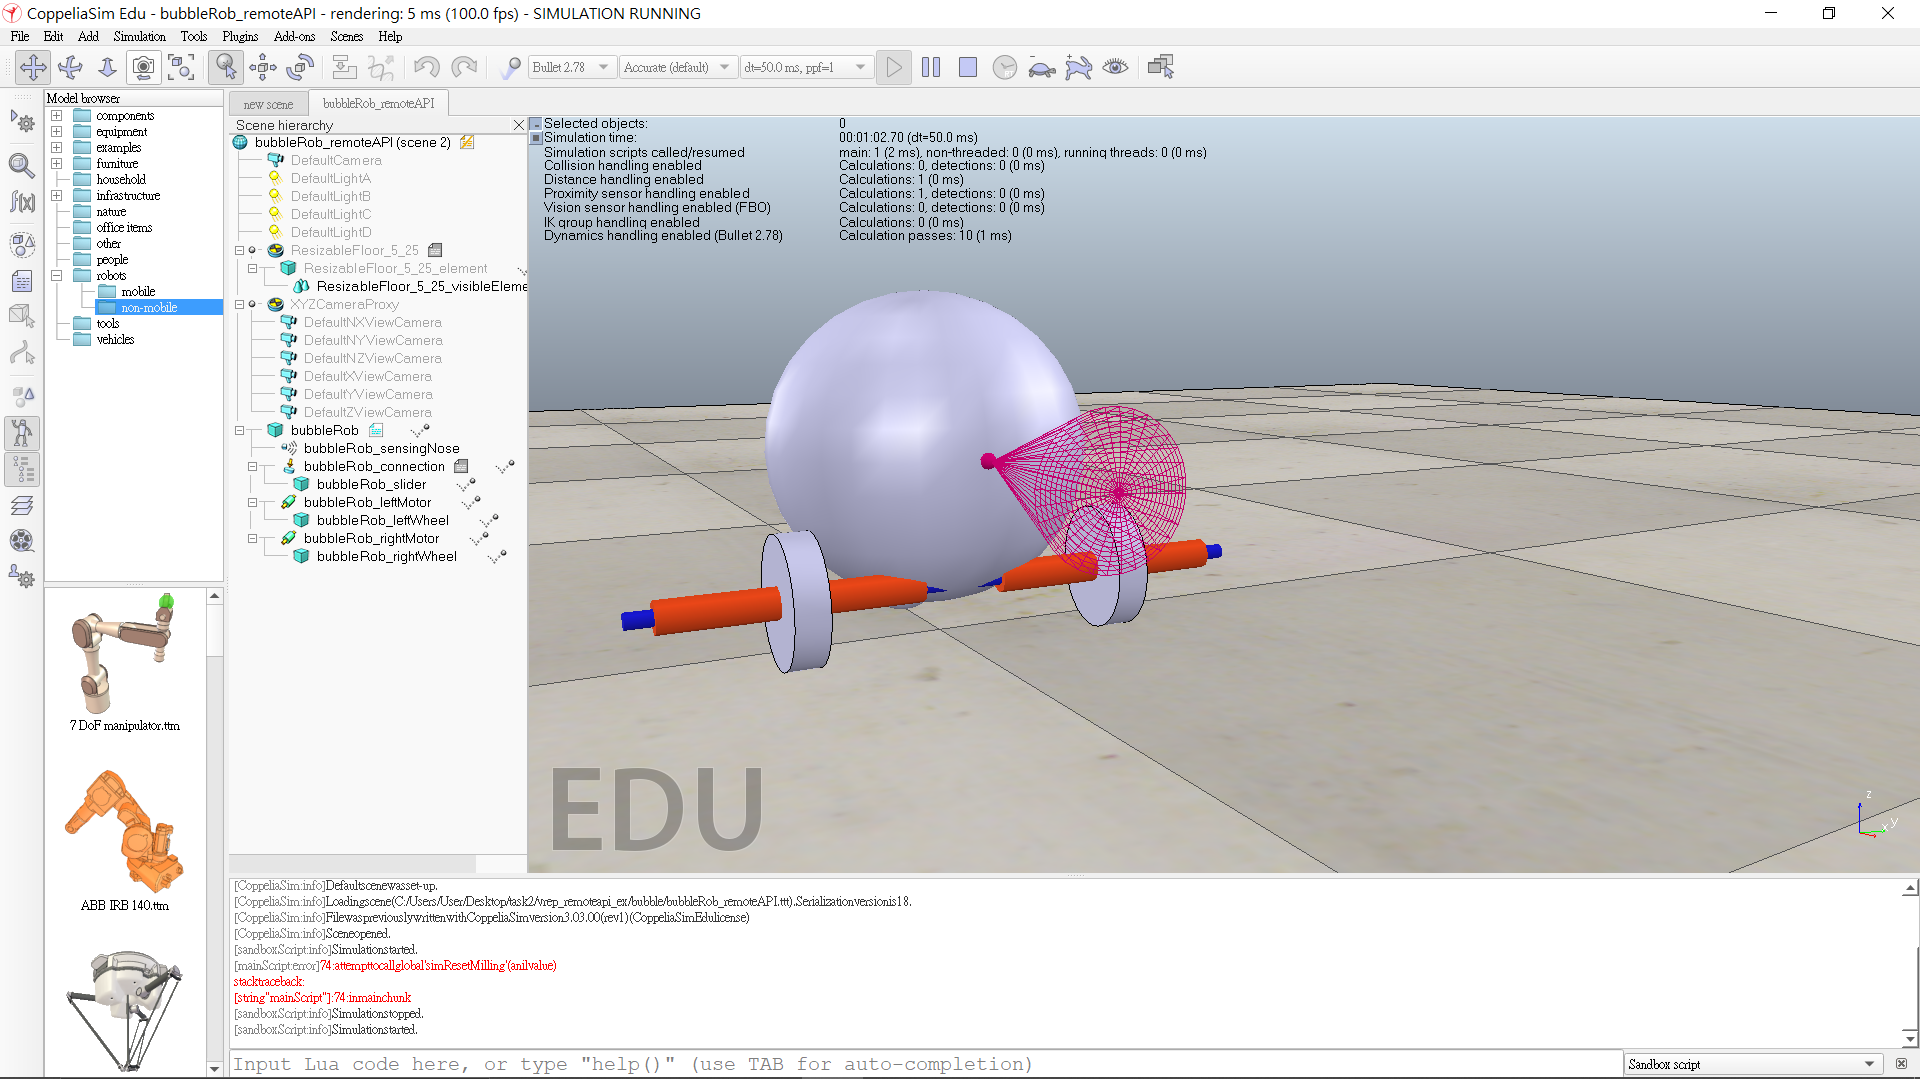 CoppeliaSim Edu - bubbleRob_remoteAPI - rendering: 5 ms (100.0 fps) - SIMULATION RUNNING
File Edit Add Simulation Tools Plugins Add-ons Scenes Help
Bullet 2.78 Accurate (default) dt=50.0 ms, ppf=1
Model browser
components
equipment
examples
furniture
household
infrastructure
nature
office items
other
people
robots
mobile
non-mobile
tools
vehicles
7 DoF manipulator.ttm
ABB IRB 140.ttm
new scene bubbleRob_remoteAPI
Scene hierarchy
bubbleRob_remoteAPI (scene 2)
DefaultCamera
DefaultLightA
DefaultLightB
DefaultLightC
DefaultLightD
ResizableFloor_5_25
ResizableFloor_5_25_element
ResizableFloor_5_25_visibleEleme
XYZCameraProxy
DefaultNXViewCamera
DefaultNYViewCamera
DefaultNZViewCamera
DefaultXViewCamera
DefaultYViewCamera
DefaultZViewCamera
bubbleRob
bubbleRob_sensingNose
bubbleRob_connection
bubbleRob_slider
bubbleRob_leftMotor
bubbleRob_leftWheel
bubbleRob_rightMotor
bubbleRob_rightWheel
Selected objects: 0
Simulation time: 00:01:02.70 (dt=50.0 ms)
Simulation scripts called/resumed main: 1 (2 ms), non-threaded: 0 (0 ms), running threads: 0 (0 ms)
Collision handling enabled Calculations: 0, detections: 0 (0 ms)
Distance handling enabled Calculations: 1 (0 ms)
Proximity sensor handling enabled Calculations: 1, detections: 0 (0 ms)
Vision sensor handling enabled (FBO) Calculations: 0, detections: 0 (0 ms)
IK group handling enabled Calculations: 0 (0 ms)
Dynamics handling enabled (Bullet 2.78) Calculation passes: 10 (1 ms)
EDU
z
x y
[CoppeliaSim:info]Defaultscenewasset-up.
[CoppeliaSim:info]Loadingscene(C:/Users/User/Desktop/task2/vrep_remoteapi_ex/bubble/bubbleRob_remoteAPI.ttt).Serializationversionis18.
[CoppeliaSim:info]FilewaspreviouslywrittenwithCoppeliaSimversion3.03.00(rev1)(CoppeliaSimEdulicense)
[CoppeliaSim:info]Sceneopened.
[sandboxScript:info]Simulationstarted.
[mainScript:error]74:attempttocallglobal'simResetMilling'(anilvalue)
stacktraceback:
[string"mainScript"]:74:inmainchunk
[sandboxScript:info]Simulationstopped.
[sandboxScript:info]Simulationstarted.
Input Lua code here, or type "help()" (use TAB for auto-completion)
Sandbox script